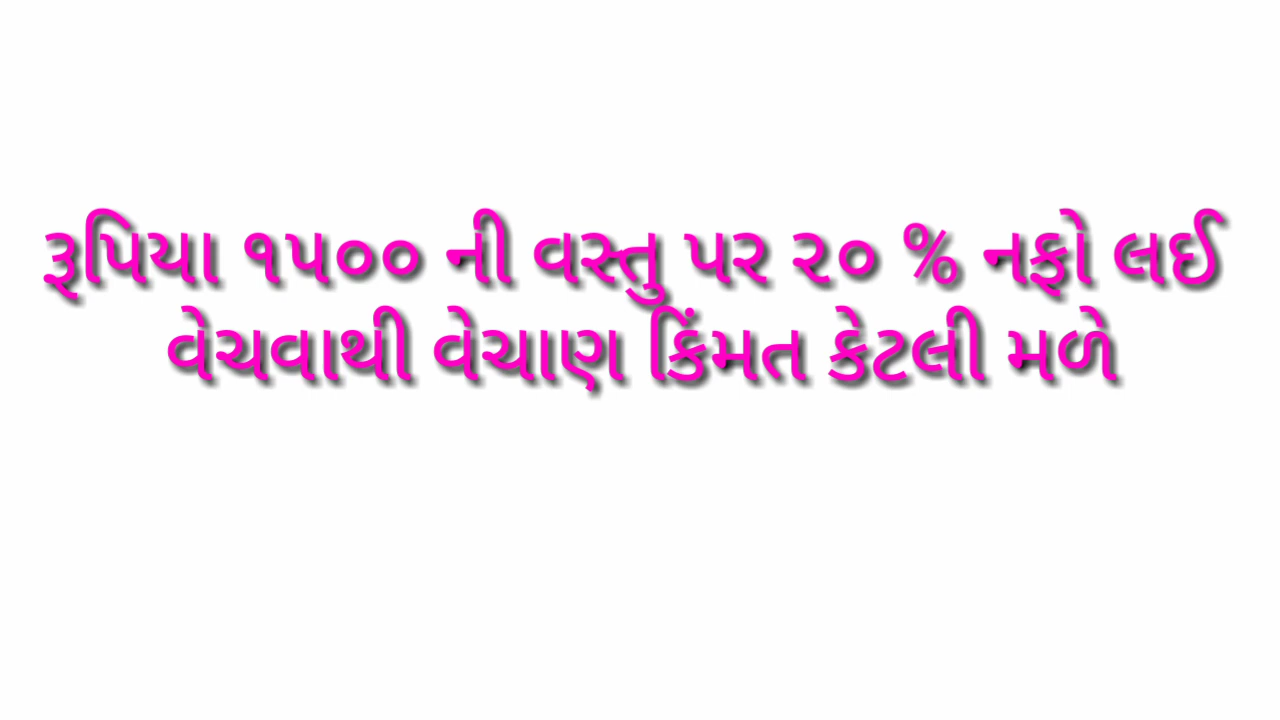 રૂપિયા ૧૫૦૦ ની વસ્તુ પર ૨૦ % નફો લઈ
વેચવાથી વેચાણ કિંમત કેટલી મળે